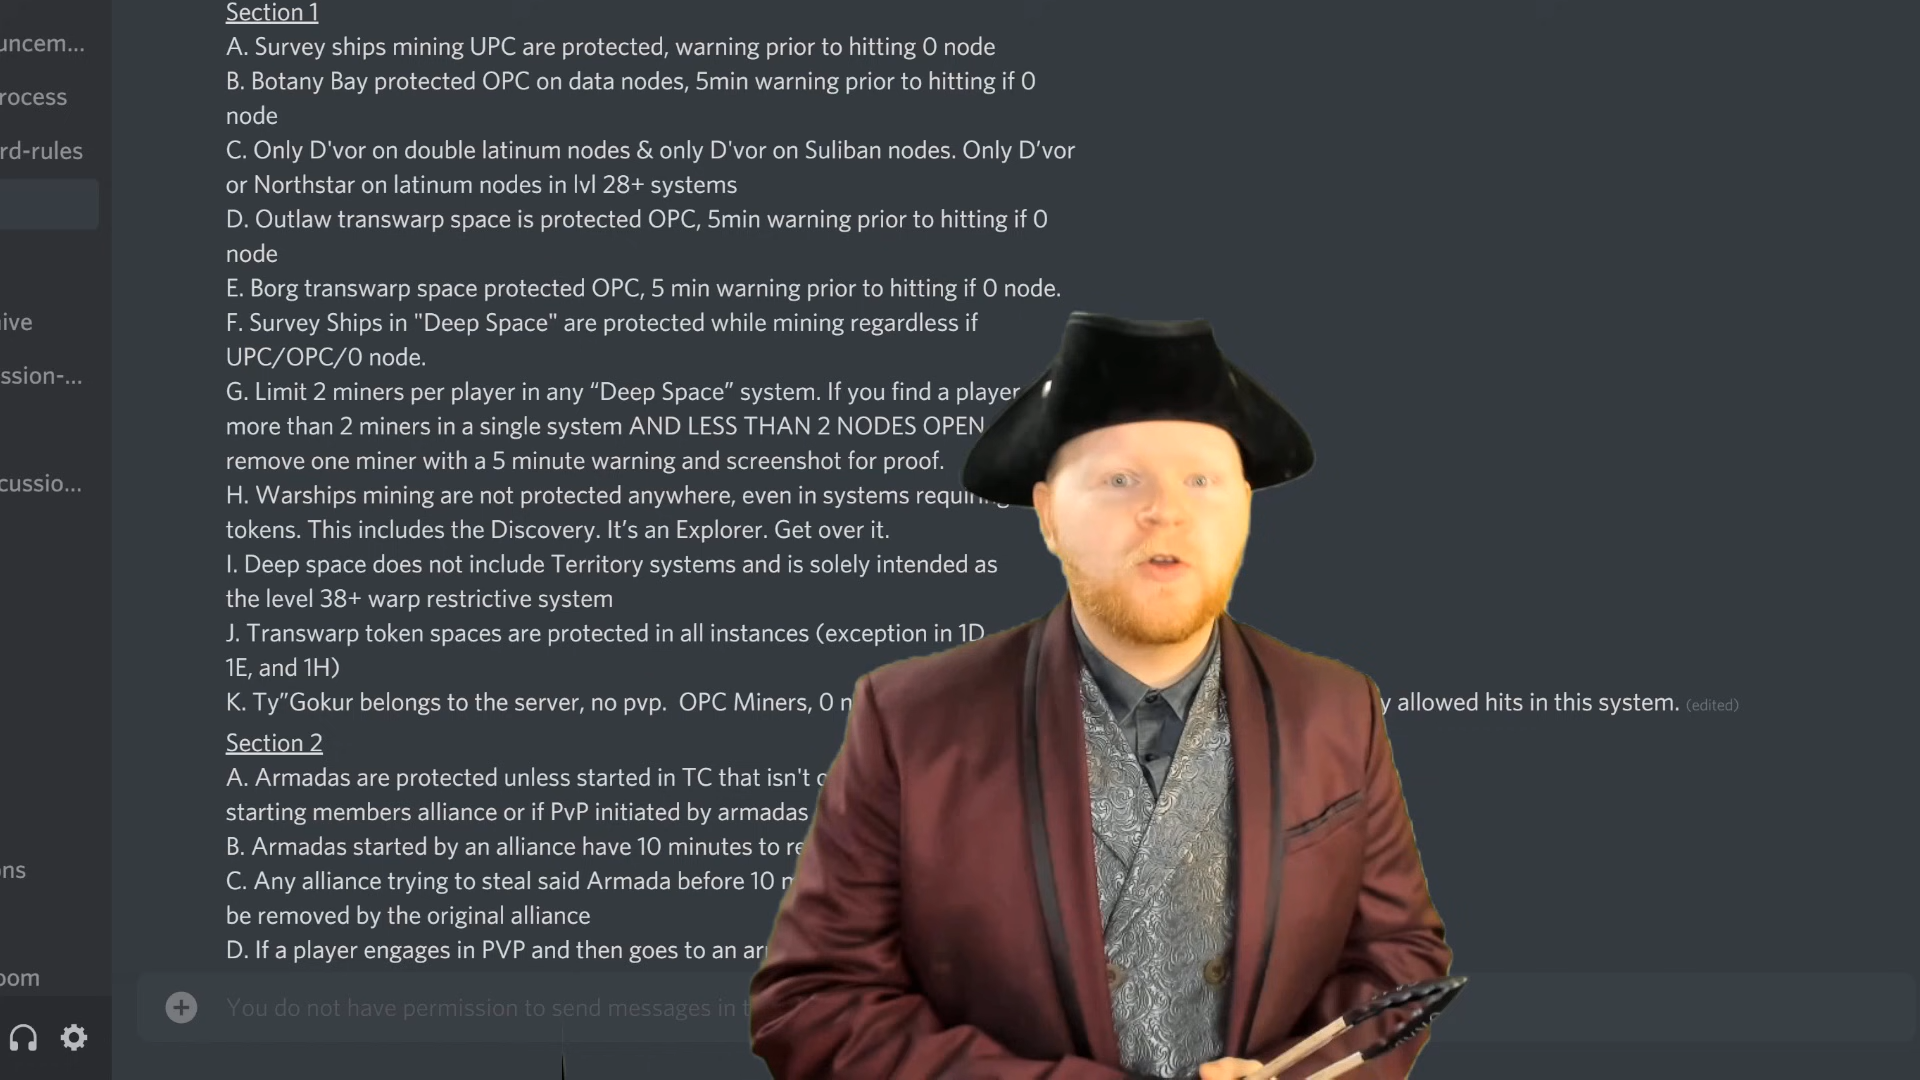 Section 1
uncem...
A. Survey ships mining UPC are protected, warning prior to hitting 0 node
B. Botany Bay protected OPC on data nodes, 5min warning prior to hitting if 0
rocess
node
rd-rules
C. Only D'vor on double latinum nodes & only D'vor on Suliban nodes. Only D’vor
or Northstar on latinum nodes in lvl 28+ systems
D. Outlaw transwarp space is protected OPC, 5min warning prior to hitting if 0
node
E. Borg transwarp space protected OPC, 5 min warning prior to hitting if 0 node.
ive
F. Survey Ships in "Deep Space" are protected while mining regardless if
UPC/OPC/0 node.
ssion-...
G. Limit 2 miners per player in any “Deep Space” system. If you find a player
more than 2 miners in a single system AND LESS THAN 2 NODES OPEN
remove one miner with a 5 minute warning and screenshot for proof.
cussio...
H. Warships mining are not protected anywhere, even in systems requiring
tokens. This includes the Discovery. It’s an Explorer. Get over it.
I. Deep space does not include Territory systems and is solely intended as
the level 38+ warp restrictive system
J. Transwarp token spaces are protected in all instances (exception in 1D
1E, and 1H)
K. Ty”Gokur belongs to the server, no pvp. OPC Miners, 0 y allowed hits in this system. (edited)
Section 2
A. Armadas are protected unless started in TC that isn't
starting members alliance or if PvP initiated by armadas
B. Armadas started by an alliance have 10 minutes to
ns
C. Any alliance trying to steal said Armada before 10
be removed by the original alliance
D. If a player engages in PVP and then goes to an
oom
You do not have permission to send messages in